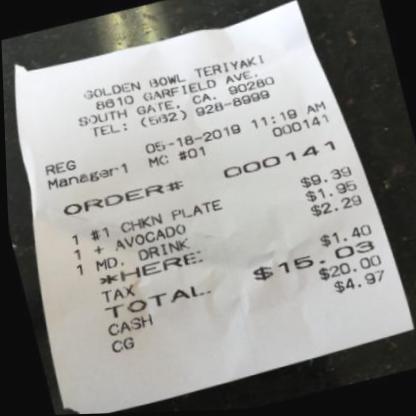 GOLDEN BOWL TERIYAKI
8610 GARFIELD AVE.
SOUTH GATE, CA. 90280
TEL: (562) 928-8999
REG 05-18-2019 11:19 AM
Manager1 MC #01 000141
ORDER# 000141
1 #1 CHKN PLATE $9.39
1 + AVOCADO $1.95
1 MD. DRINK $2.29
*HERE:
TAX $1.40
TOTAL. $15.03
CASH $20.00
CG $4.97